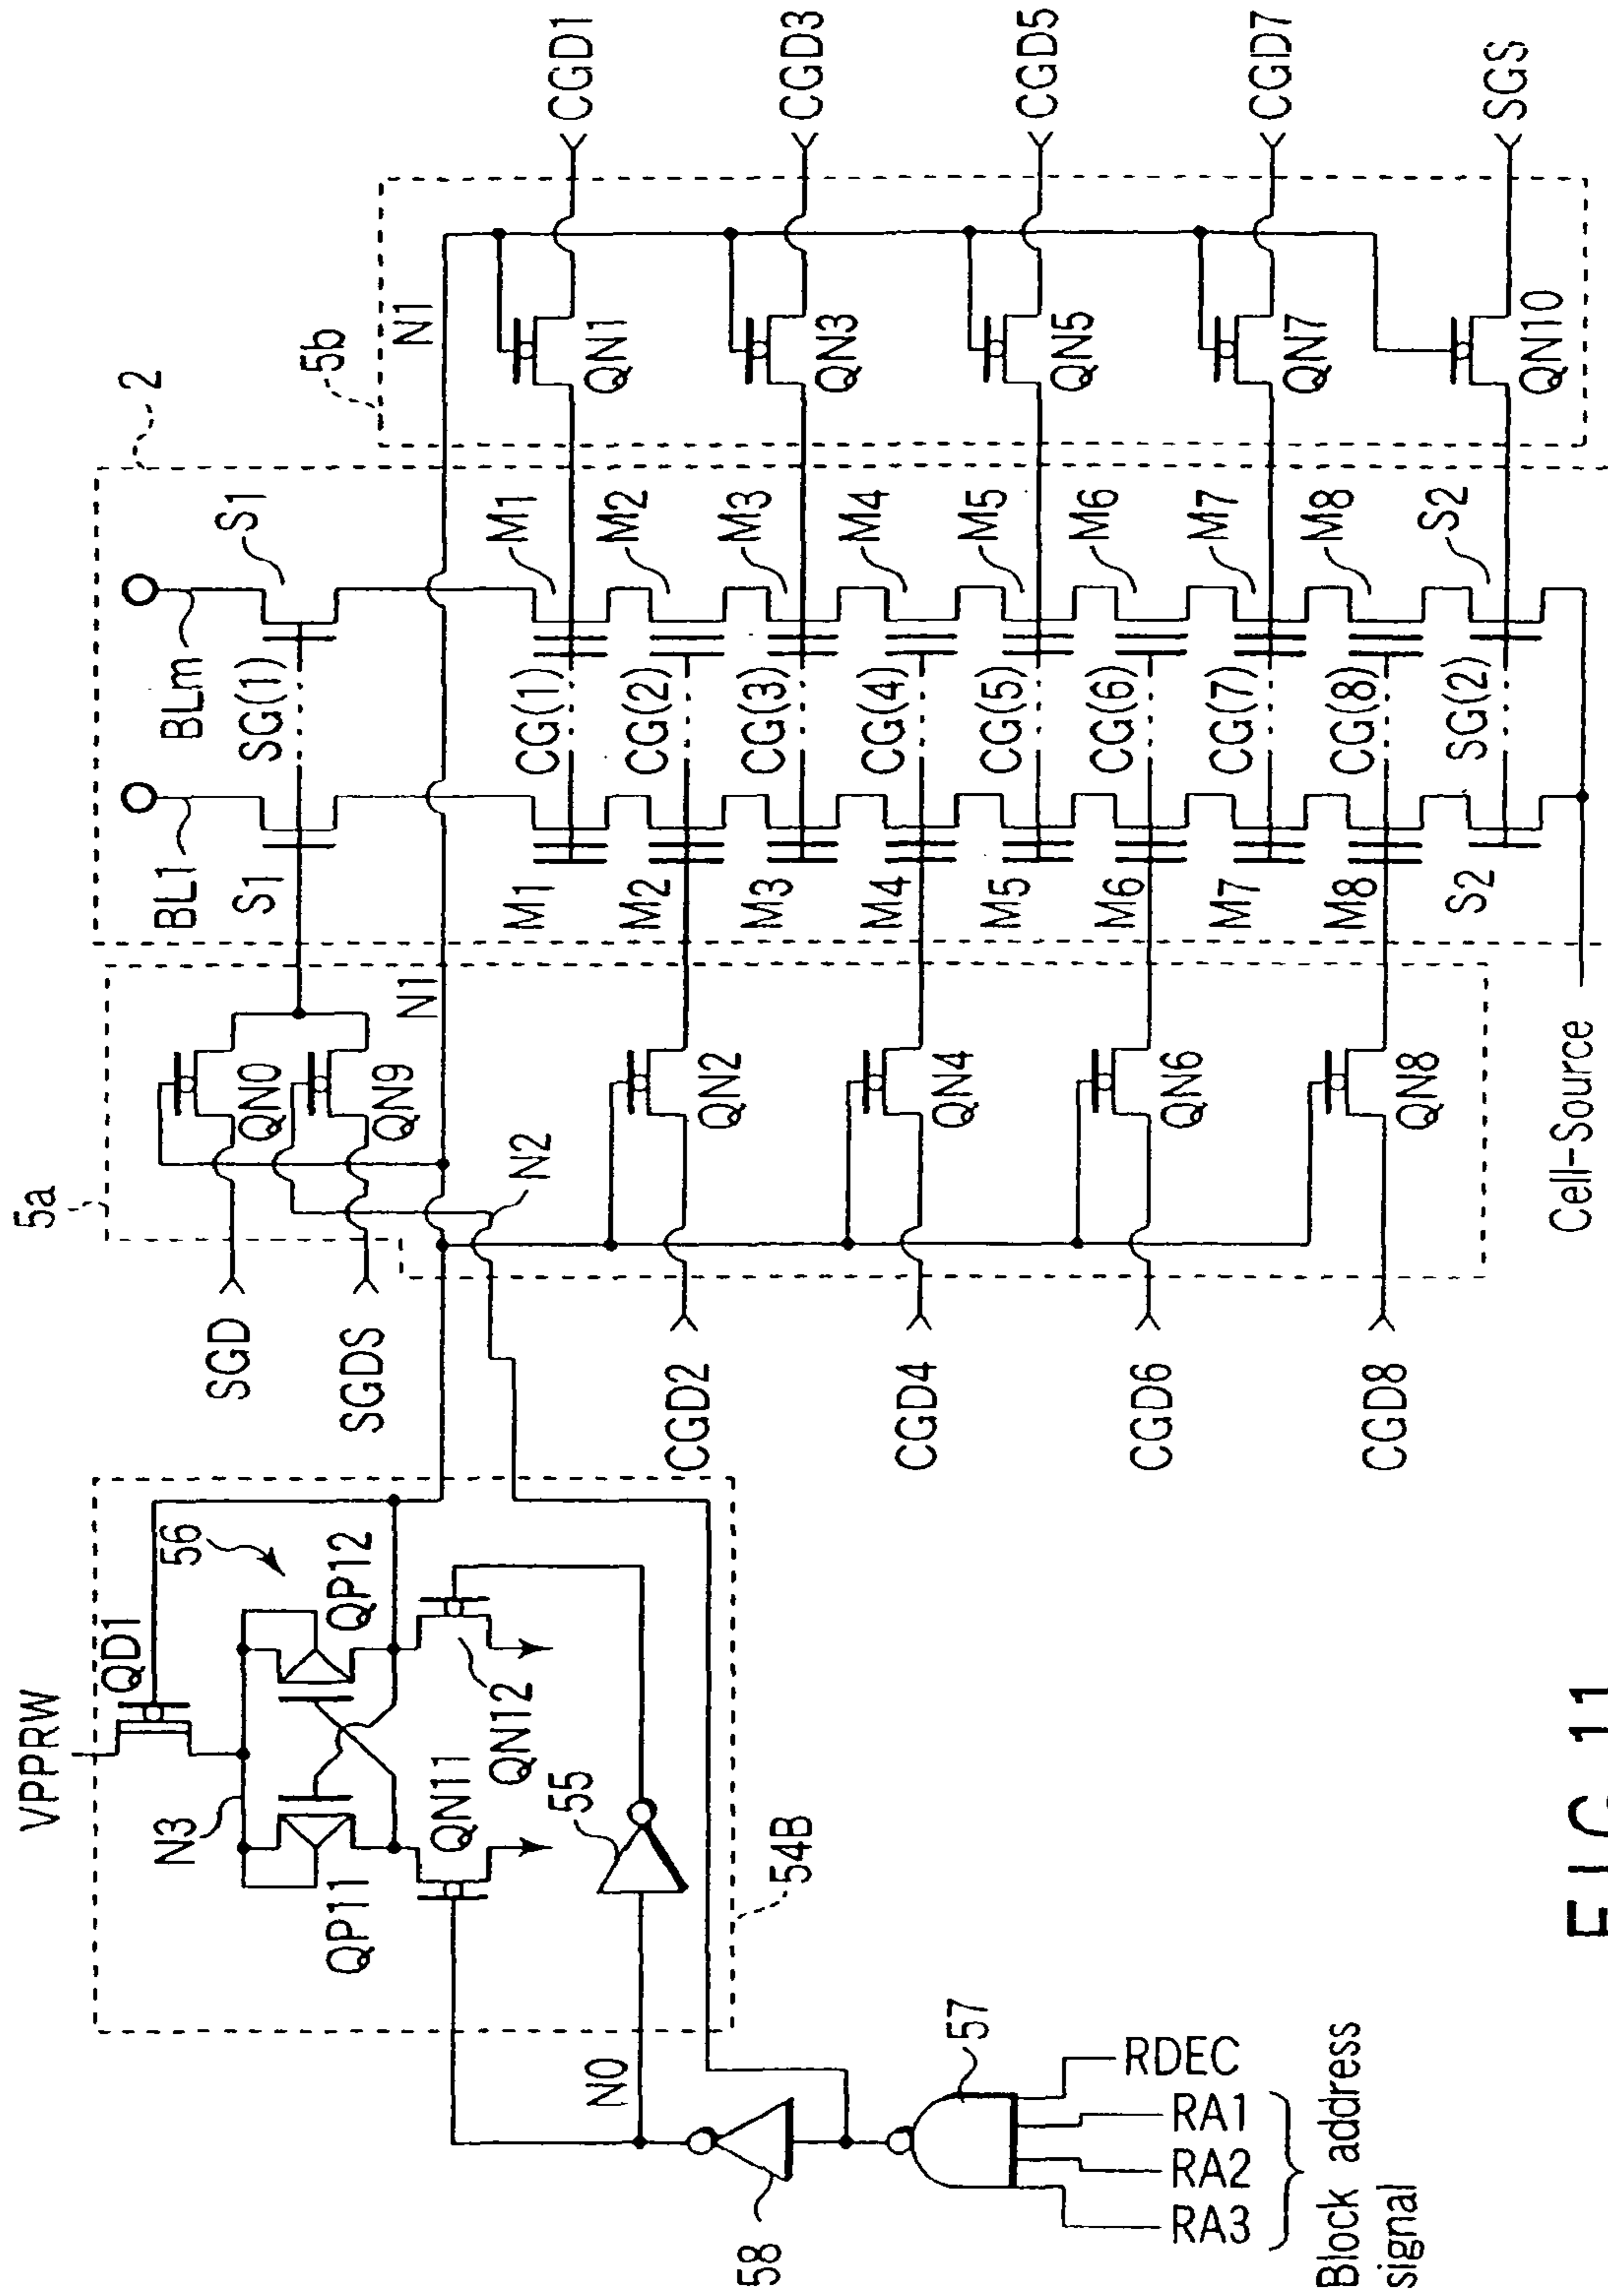 VPPRW
5a
2
5b
54B
N3
QD1
56
QP11
QP12
QN11
QN12
55
58
57
N0
RDEC
RA1
RA2
RA3
Block address
signal
SGD
SGDS
QN0
QN9
N1
N2
BL1
BLm
S1
S1
SG(1)
N1
CGD2
CGD4
CGD6
CGD8
QN2
QN4
QN6
QN8
M1
M2
M3
M4
M5
M6
M7
M8
S2
CG(1)
CG(2)
CG(3)
CG(4)
CG(5)
CG(6)
CG(7)
CG(8)
SG(2)
M1
M2
M3
M4
M5
M6
M7
M8
S2
QN1
QN3
QN5
QN7
QN10
CGD1
CGD3
CGD5
CGD7
SGS
Cell-Source
FIG. 11